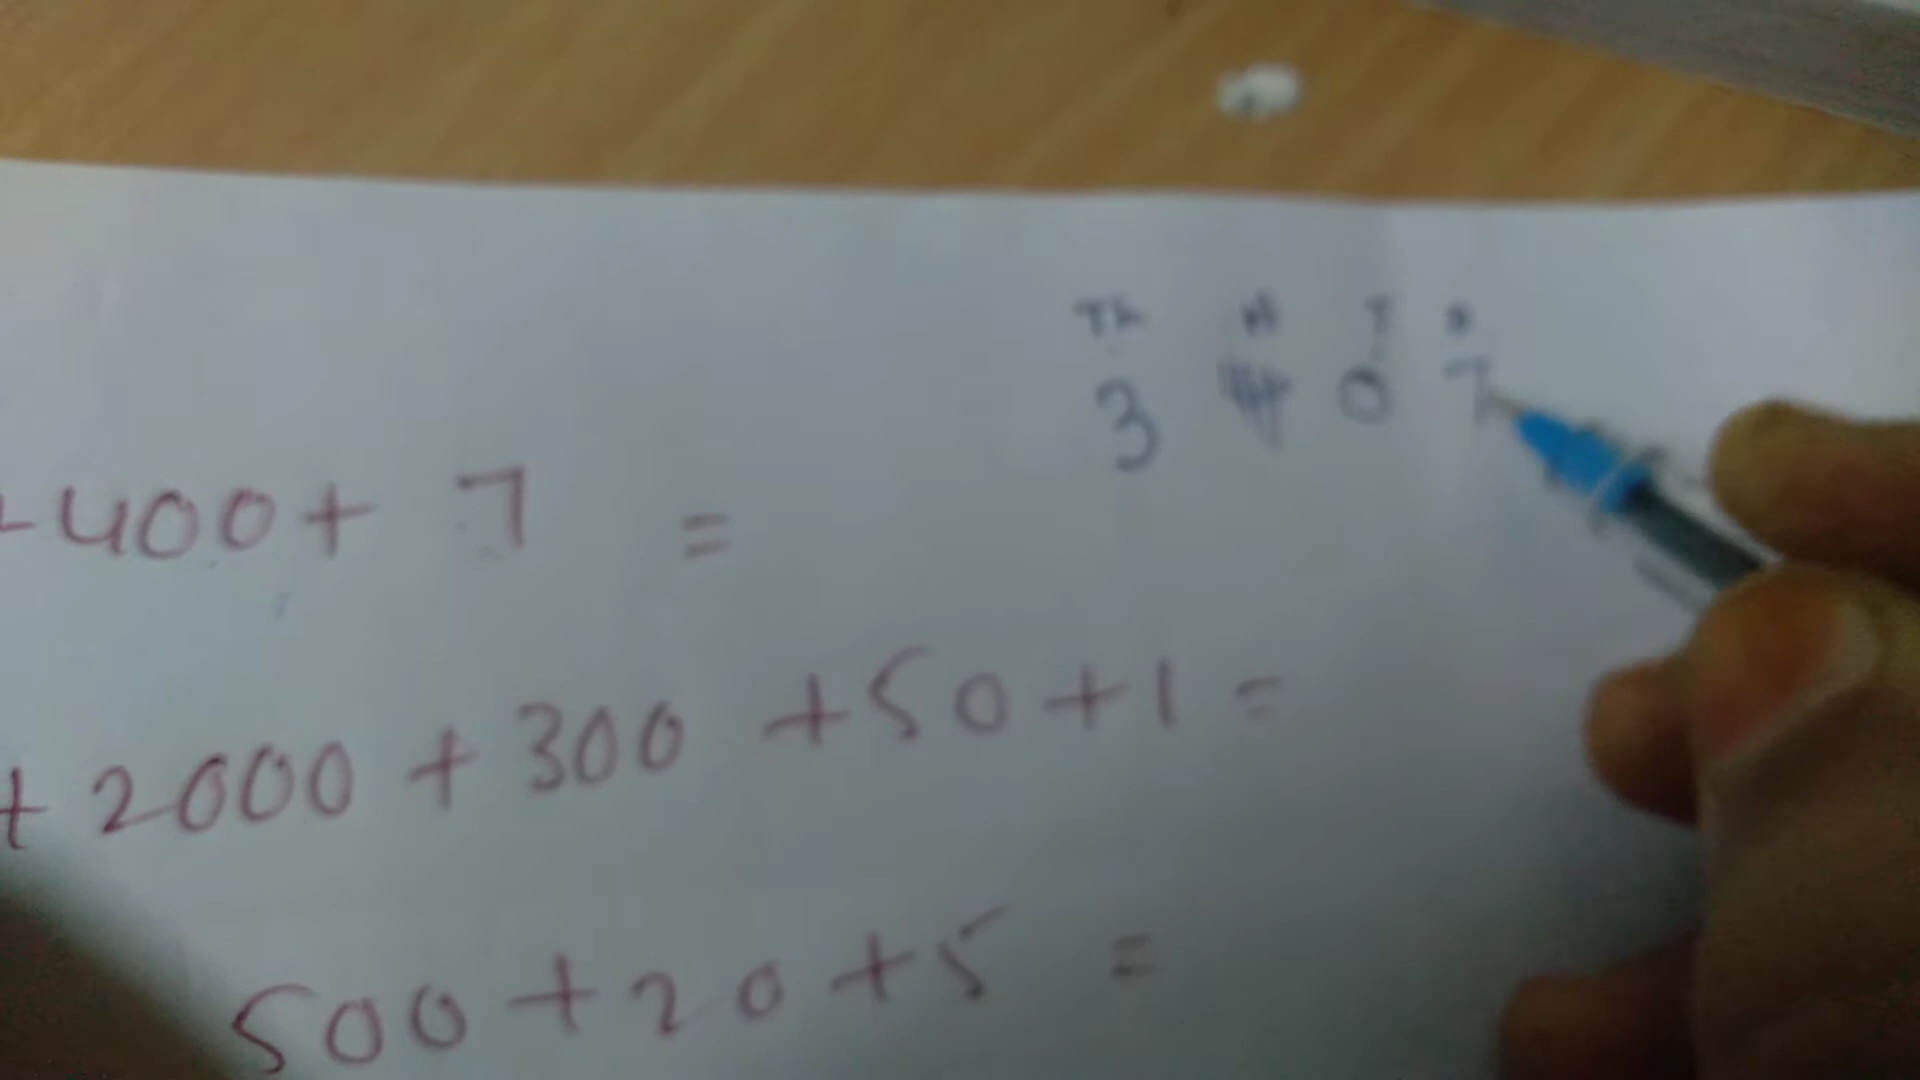 Th H T O
3 4 0 7
+400+ 7 =
+ 2000 + 300 + 50 + 1 =
500 + 20 + 5 =